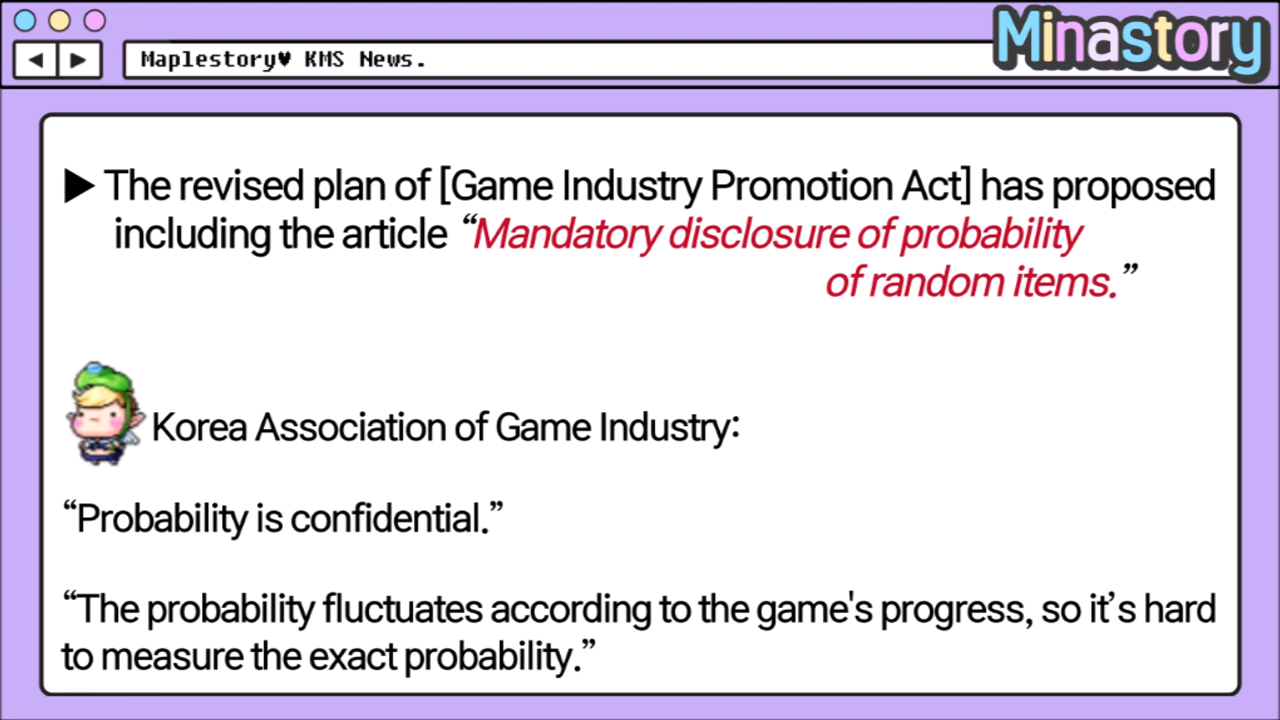 Minastory
Maplestory♥ KMS News.
▶ The revised plan of [Game Industry Promotion Act] has proposed
including the article “Mandatory disclosure of probability
of random items.”
Korea Association of Game Industry:
“Probability is confidential.”
“The probability fluctuates according to the game's progress, so it’s hard
to measure the exact probability.”